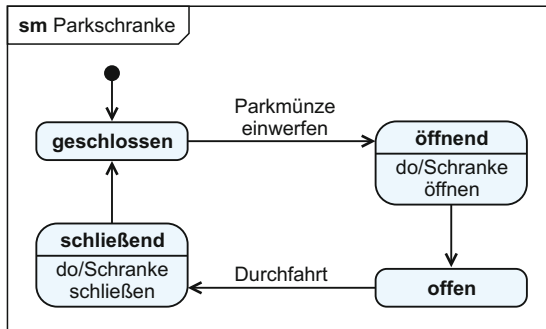 sm Parkschranke
Parkmünze
einwerfen
geschlossen
öffnend
do/Schranke
öffnen
schließend
do/Schranke
schließen
Durchfahrt
offen